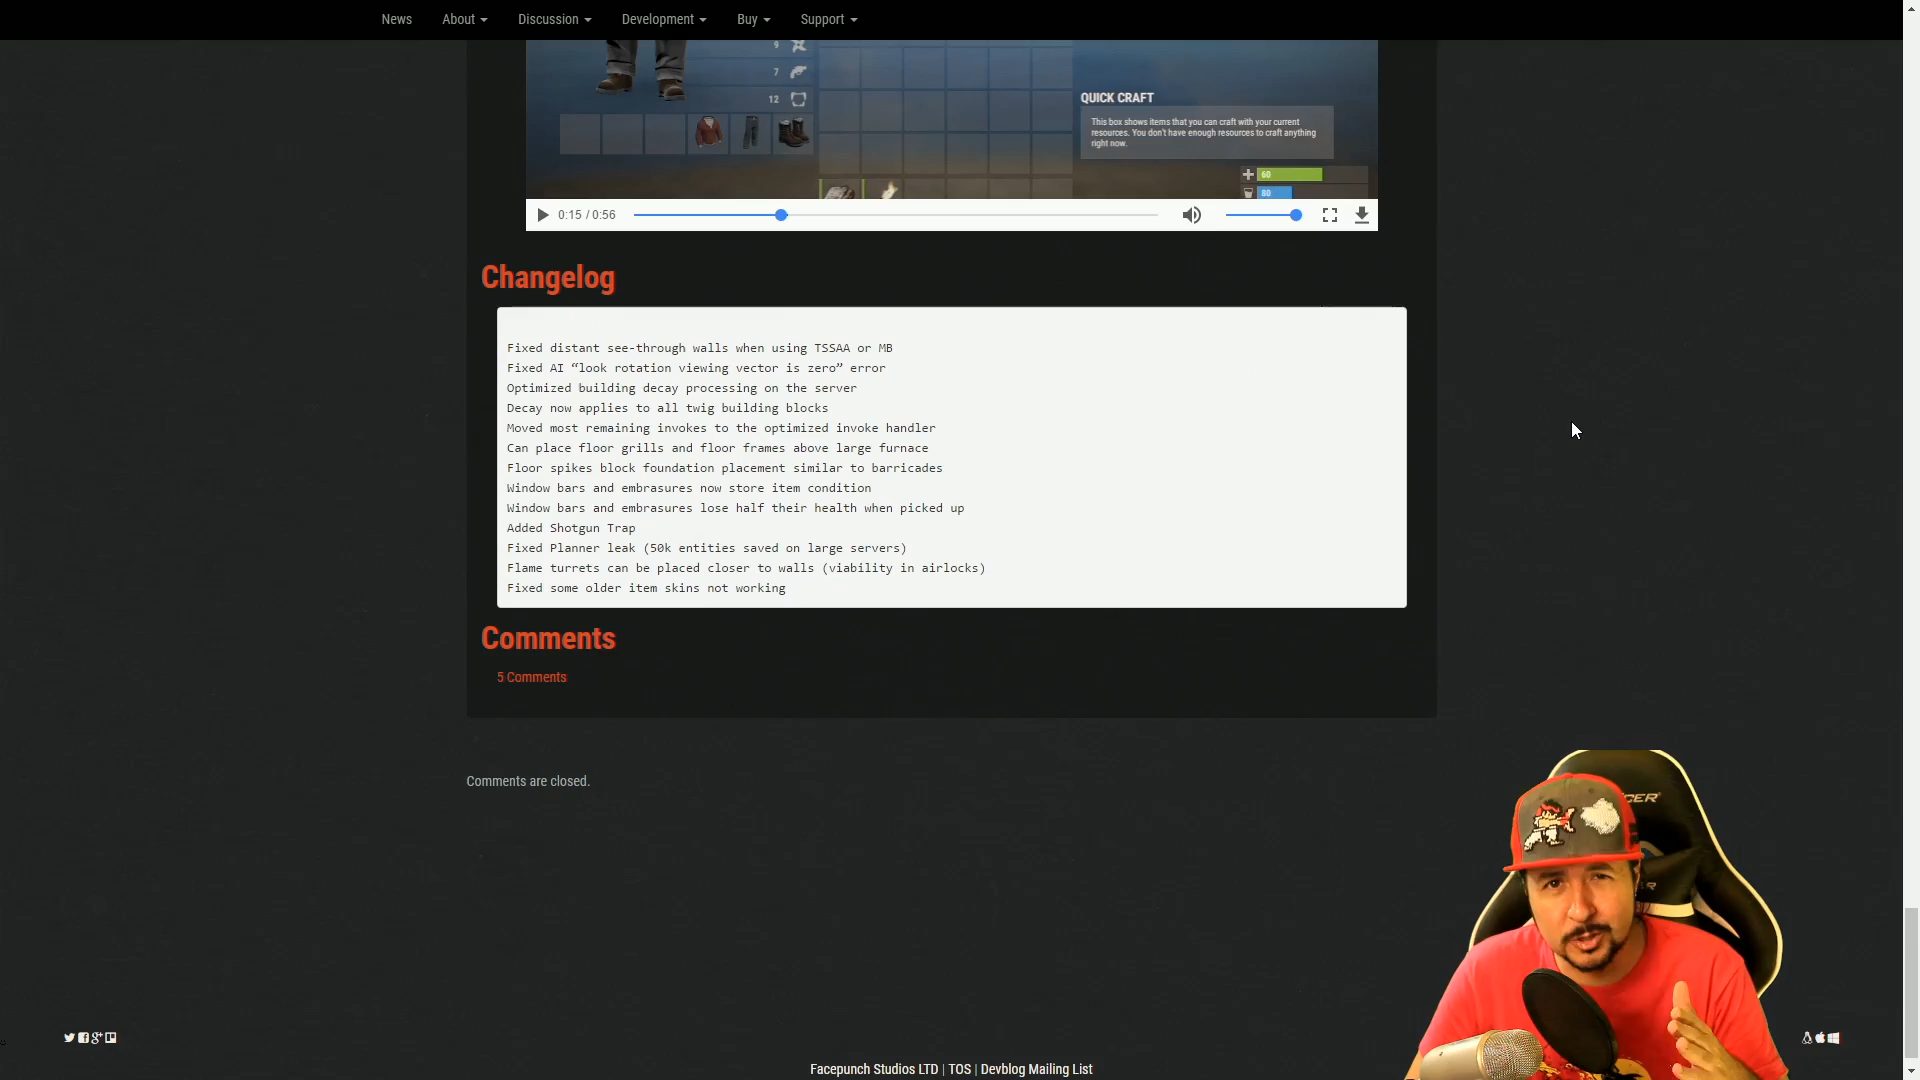 News About Discussion Development Buy Support
9
7
12
QUICK CRAFT
This box shows items that you can craft with your current
resources. You don't have enough resources to craft anything
right now.
60
80
0:15 / 0:56
Changelog
Fixed distant see-through walls when using TSSAA or MB
Fixed AI “look rotation viewing vector is zero” error
Optimized building decay processing on the server
Decay now applies to all twig building blocks
Moved most remaining invokes to the optimized invoke handler
Can place floor grills and floor frames above large furnace
Floor spikes block foundation placement similar to barricades
Window bars and embrasures now store item condition
Window bars and embrasures lose half their health when picked up
Added Shotgun Trap
Fixed Planner leak (50k entities saved on large servers)
Flame turrets can be placed closer to walls (viability in airlocks)
Fixed some older item skins not working
Comments
5 Comments
Comments are closed.
Facepunch Studios LTD | TOS | Devblog Mailing List